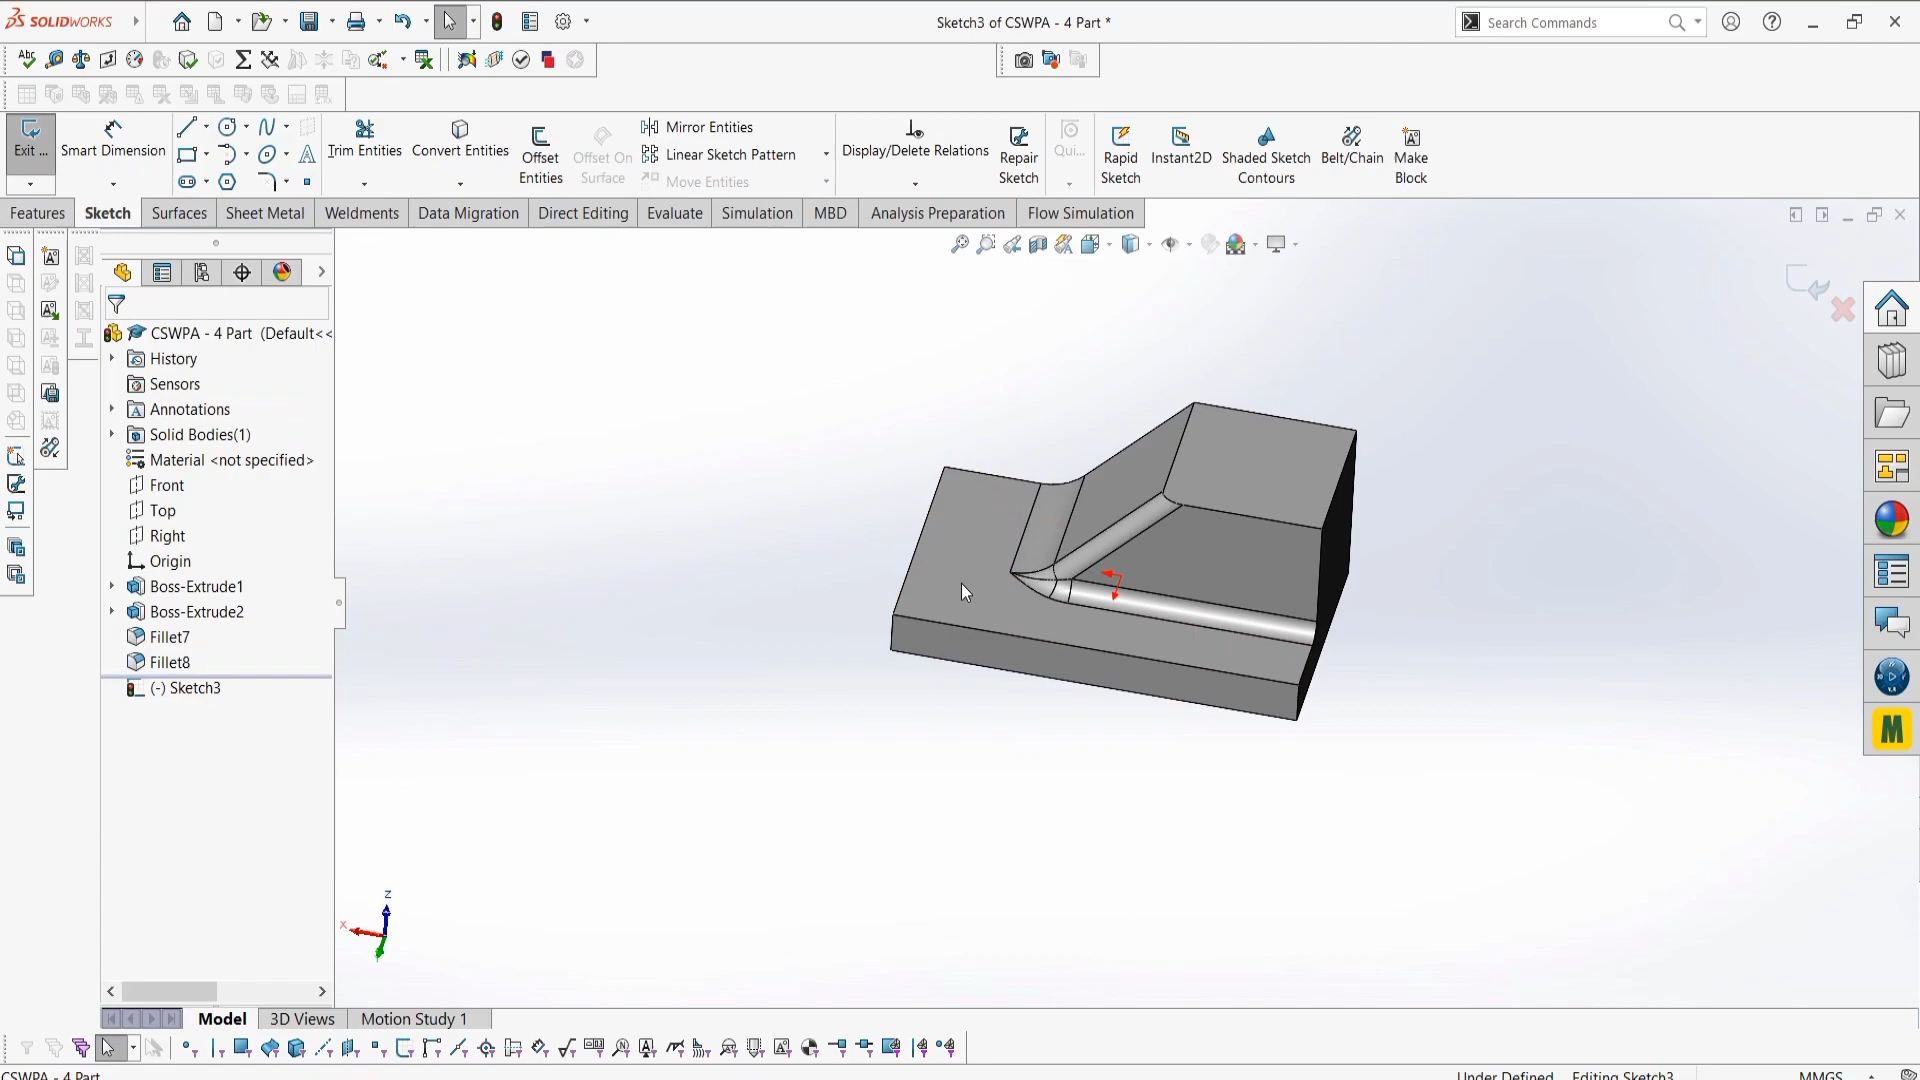 SOLIDWORKS
Sketch3 of CSWPA - 4 Part *
Search Commands
Exit ...
Smart Dimension
Trim Entities
Convert Entities
Offset Entities
Offset On Surface
Mirror Entities
Linear Sketch Pattern
Move Entities
Display/Delete Relations
Repair Sketch
Qui...
Rapid Sketch
Instant2D
Shaded Sketch Contours
Belt/Chain
Make Block
Features
Sketch
Surfaces
Sheet Metal
Weldments
Data Migration
Direct Editing
Evaluate
Simulation
MBD
Analysis Preparation
Flow Simulation
CSWPA - 4 Part (Default<<
History
Sensors
Annotations
Solid Bodies(1)
Material <not specified>
Front
Top
Right
Origin
Boss-Extrude1
Boss-Extrude2
Fillet7
Fillet8
(-) Sketch3
Z
X
M
Model
3D Views
Motion Study 1
CSWPA - 4 Part
Under Defined
Editing Sketch3
MMGS